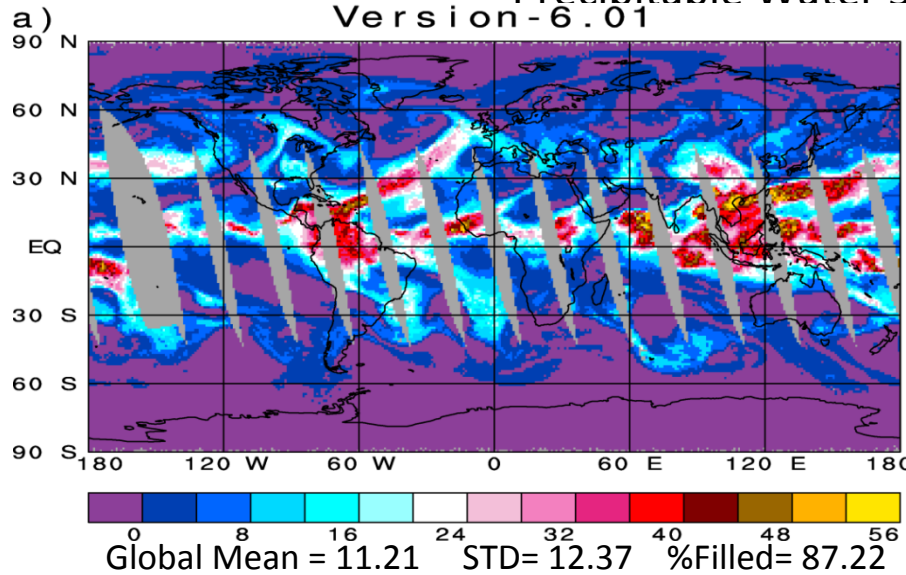 a)
Version-6.01
90 N
60 N
30 N
EQ
30 S
60 S
90 S
180 120 W 60 W 0 60 E 120 E 180
0 8 16 24 32 40 48 56
Global Mean = 11.21 STD= 12.37 %Filled= 87.22